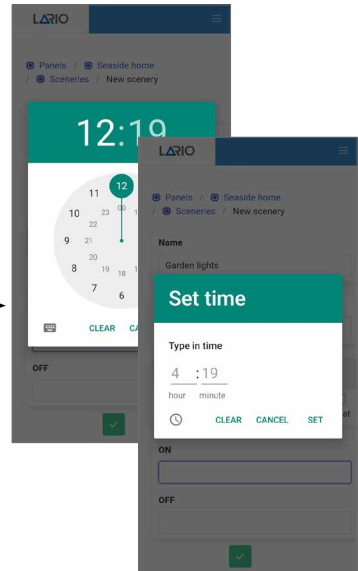 LARIO
Panels / Seaside home
/ Sceneries / New scenery
12:19
12
11
00
10
23
22
9
21
8
20
19
18
7
6
CLEAR
OFF
LARIO
Panels / Seaside home
/ Sceneries / New scenery
Name
Garden lights
Set time
Type in time
4 : 19
hour minute
CLEAR CANCEL SET
ON
OFF